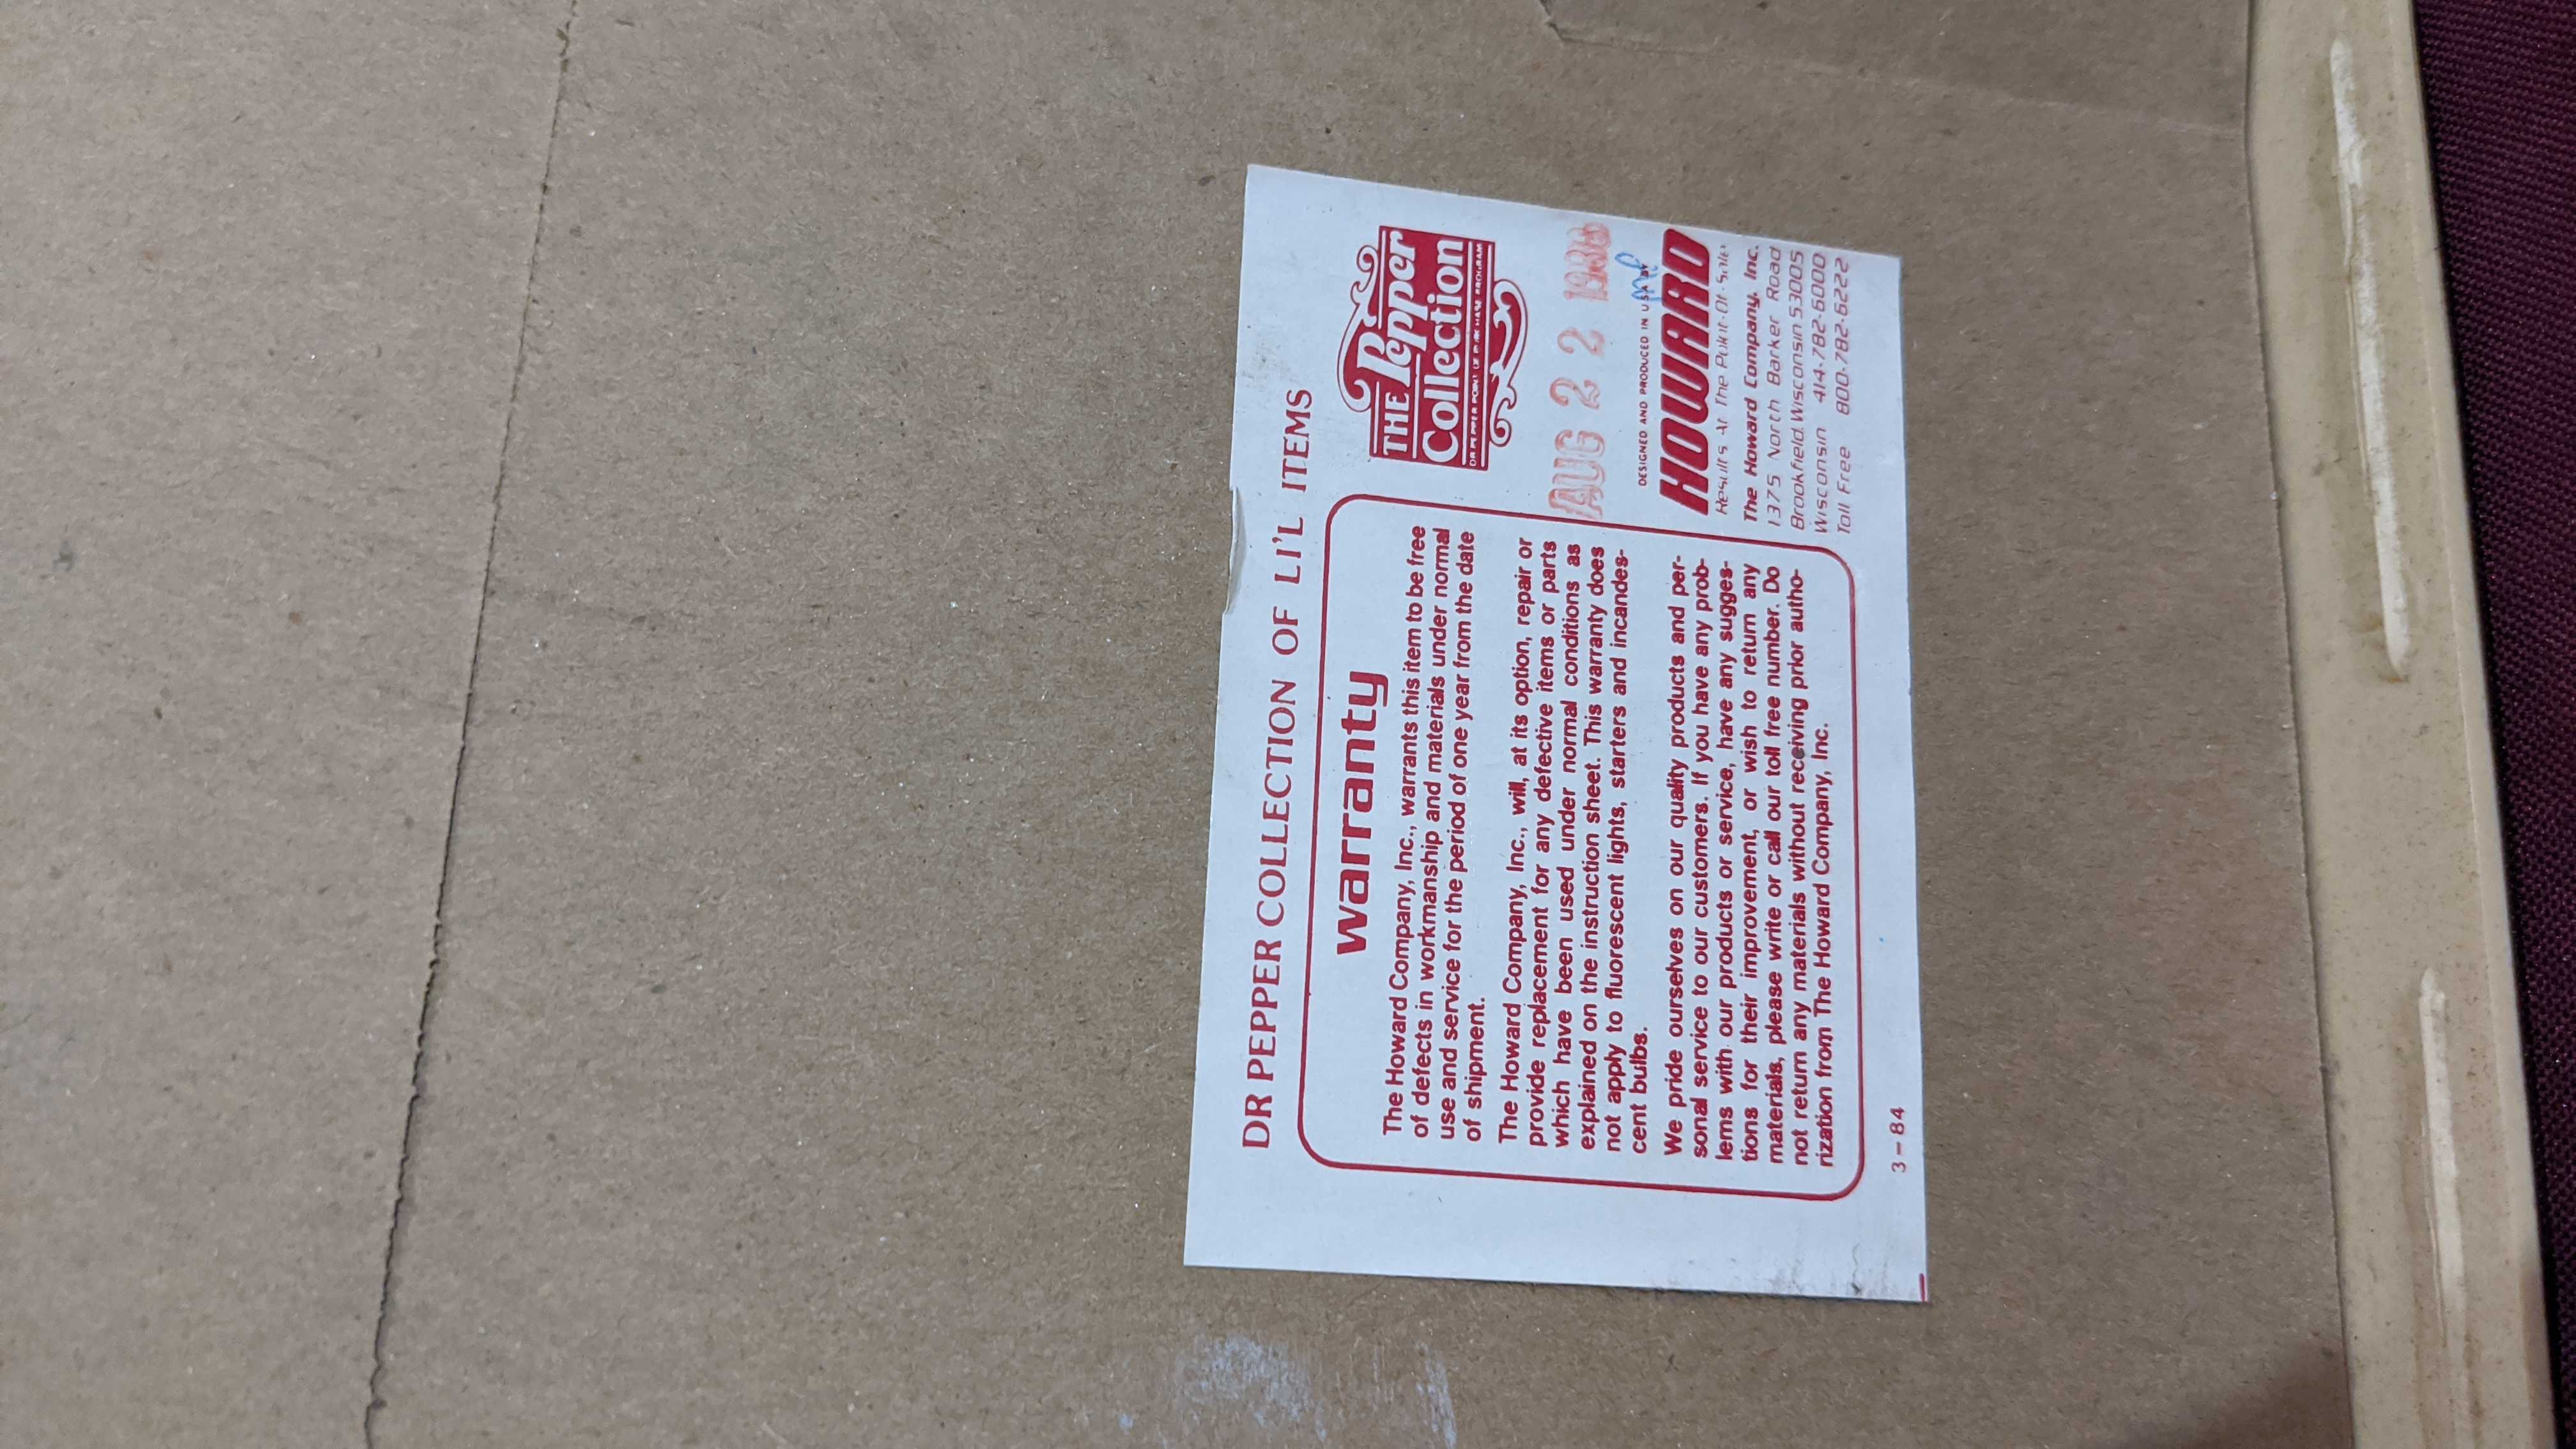 DR PEPPER COLLECTION OF LI'L ITEMS
warranty
The Howard Company, Inc., warrants this item to be free
of defects in workmanship and materials under normal
use and service for the period of one year from the date
of shipment.
The Howard Company, Inc., will, at its option, repair or
provide replacement for any defective items or parts
which have been used under normal conditions as
explained on the instruction sheet. This warranty does
not apply to fluorescent lights, starters and incandes-
cent bulbs.
We pride ourselves on our quality products and per-
sonal service to our customers. If you have any prob-
lems with our products or service, have any sugges-
tions for their improvement, or wish to return any
materials, please write or call our toll free number. Do
not return any materials without receiving prior autho-
rization from The Howard Company, Inc.
3-84
THE Pepper
Collection
DR PEPPER POINT OF PURCHASE PROGRAM
AUG 22
DESIGNED AND PRODUCED IN USA BY
HOWARD
Results At The Point-Of-Sale
The Howard Company, Inc.
1375 North Barker Road
Brookfield, Wisconsin 53005
Wisconsin 414-782-6000
Toll Free 800-782-6222